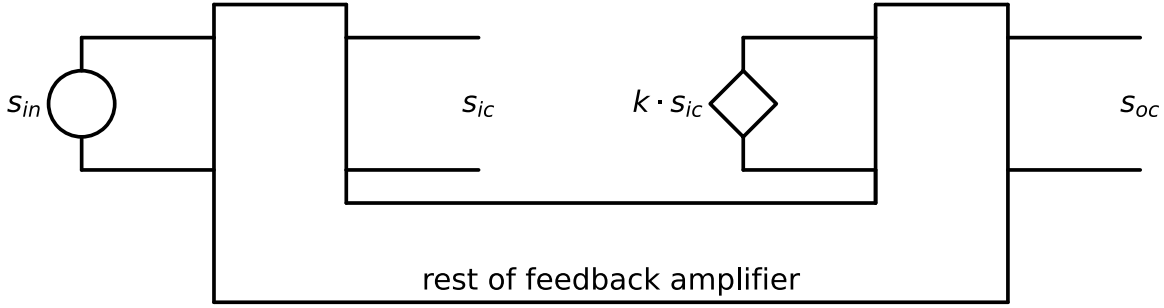 s_in
s_ic
k · s_ic
s_oc
rest of feedback amplifier